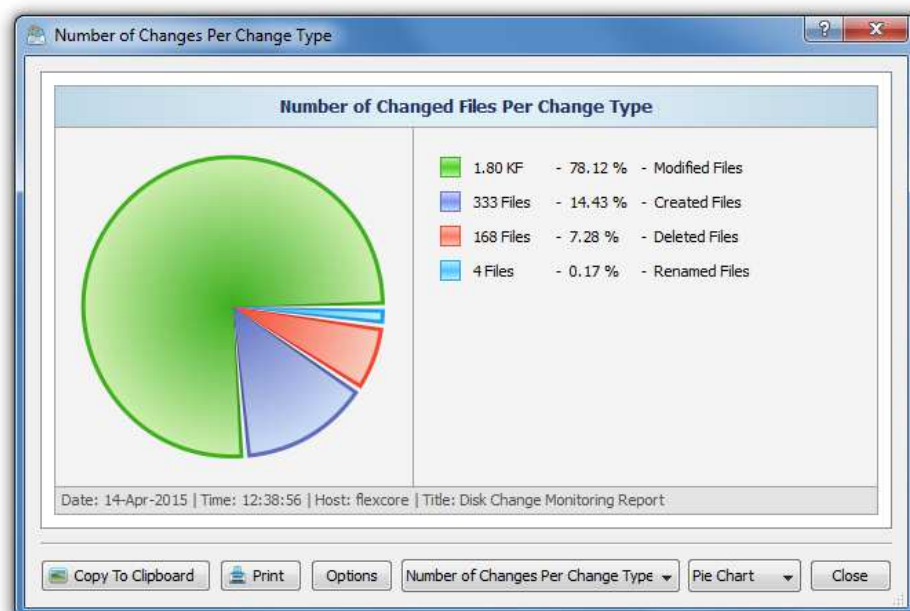 Number of Changes Per Change Type
Number of Changed Files Per Change Type
1.80 KF - 78.12 % - Modified Files
333 Files - 14.43 % - Created Files
168 Files - 7.28 % - Deleted Files
4 Files - 0.17 % - Renamed Files
Date: 14-Apr-2015 | Time: 12:38:56 | Host: flexcore | Title: Disk Change Monitoring Report
Copy To Clipboard Print Options Number of Changes Per Change Type Pie Chart Close